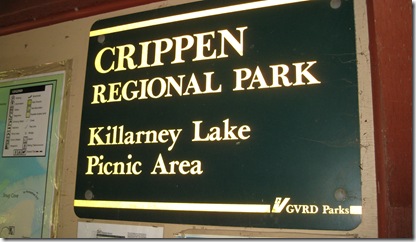 CRIPPEN
REGIONAL PARK
Killarney Lake
Picnic Area
GVRD Parks